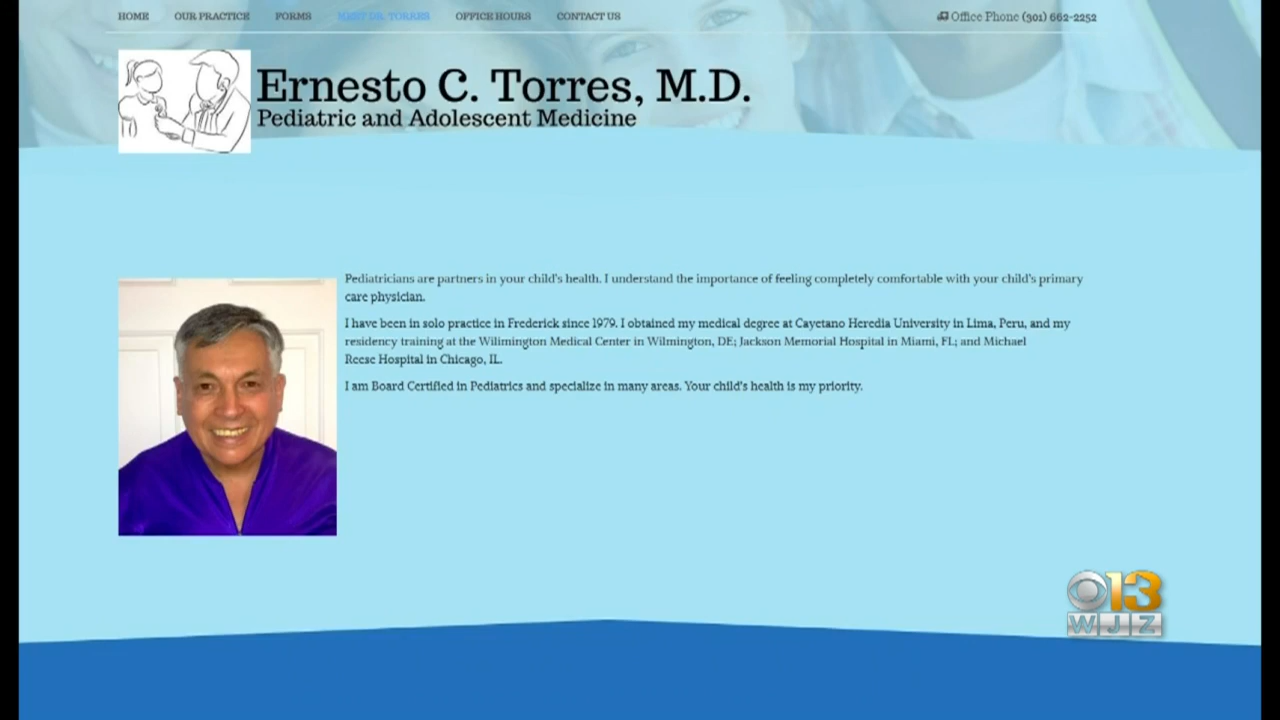 HOME OUR PRACTICE FORMS MEET DR. TORRES OFFICE HOURS CONTACT US Office Phone (301) 662-2252
Ernesto C. Torres, M.D.
Pediatric and Adolescent Medicine
Pediatricians are partners in your child's health. I understand the importance of feeling completely comfortable with your child's primary
care physician.
I have been in solo practice in Frederick since 1979. I obtained my medical degree at Cayetano Heredia University in Lima, Peru, and my
residency training at the Wilimington Medical Center in Wilmington, DE; Jackson Memorial Hospital in Miami, FL; and Michael
Reese Hospital in Chicago, IL.
I am Board Certified in Pediatrics and specialize in many areas. Your child's health is my priority.
13
WJZ